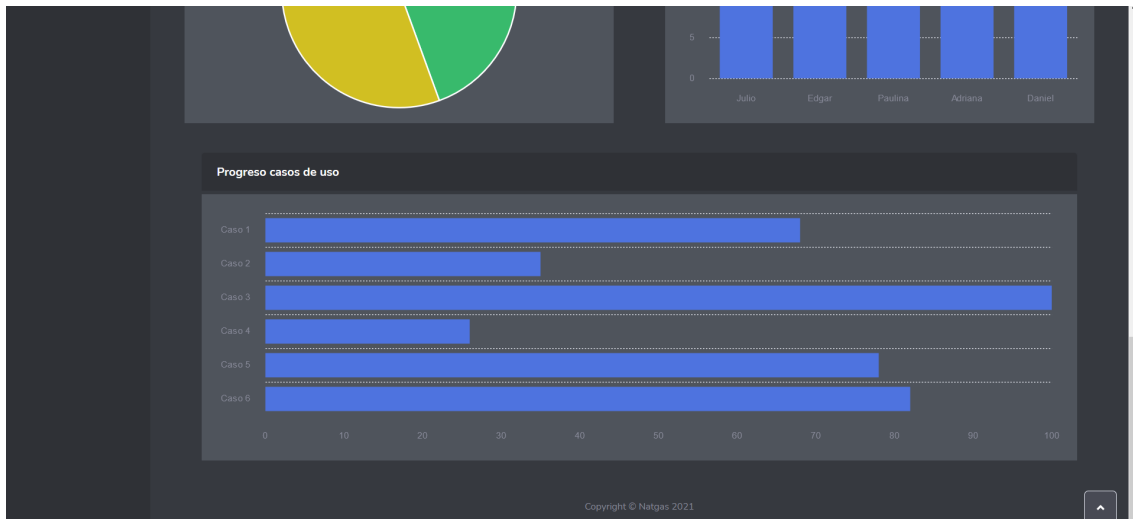 5
0
Julio Edgar Paulina Adriana Daniel
Progreso casos de uso
Caso 1
Caso 2
Caso 3
Caso 4
Caso 5
Caso 6
0 10 20 30 40 50 60 70 80 90 100
Copyright © Natgas 2021